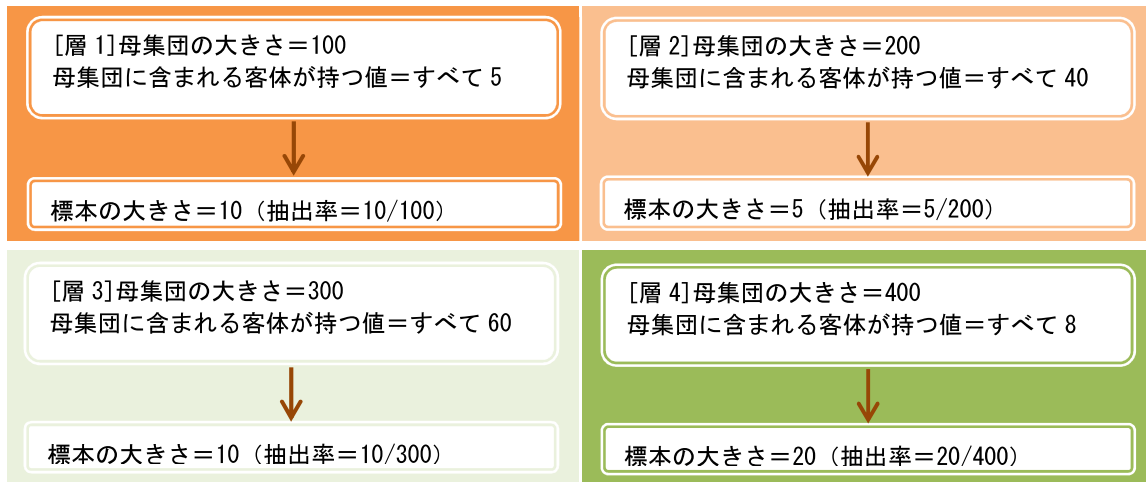 [層 1]母集団の大きさ＝100
母集団に含まれる客体が持つ値＝すべて 5
標本の大きさ＝10（抽出率＝10/100）
[層 2]母集団の大きさ＝200
母集団に含まれる客体が持つ値＝すべて 40
標本の大きさ＝5（抽出率＝5/200）
[層 3]母集団の大きさ＝300
母集団に含まれる客体が持つ値＝すべて 60
標本の大きさ＝10（抽出率＝10/300）
[層 4]母集団の大きさ＝400
母集団に含まれる客体が持つ値＝すべて 8
標本の大きさ＝20（抽出率＝20/400）